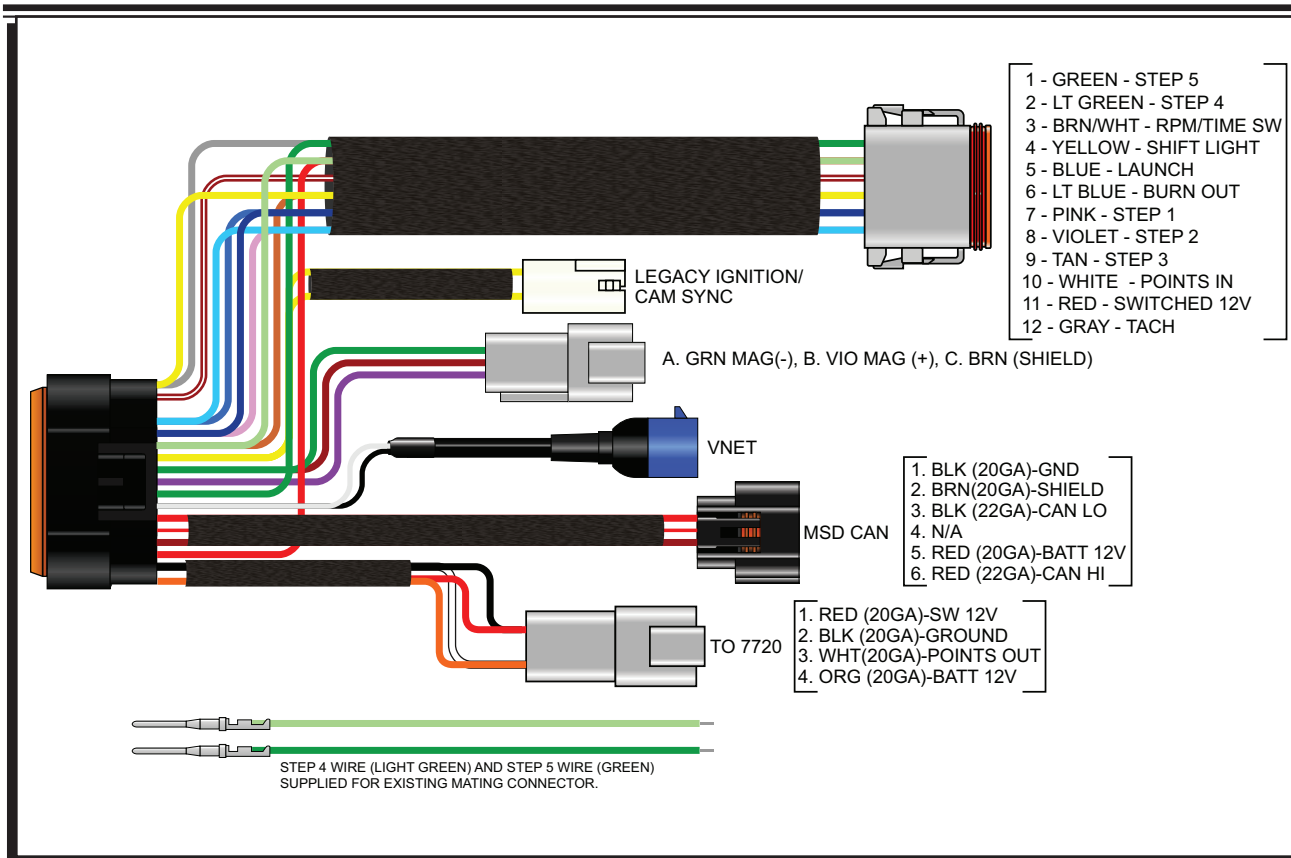 1 - GREEN - STEP 5
2 - LT GREEN - STEP 4
3 - BRN/WHT - RPM/TIME SW
4 - YELLOW - SHIFT LIGHT
5 - BLUE - LAUNCH
6 - LT BLUE - BURN OUT
7 - PINK - STEP 1
8 - VIOLET - STEP 2
9 - TAN - STEP 3
10 - WHITE - POINTS IN
11 - RED - SWITCHED 12V
12 - GRAY - TACH
LEGACY IGNITION/
CAM SYNC
A. GRN MAG(-), B. VIO MAG (+), C. BRN (SHIELD)
VNET
MSD CAN
1. BLK (20GA)-GND
2. BRN(20GA)-SHIELD
3. BLK (22GA)-CAN LO
4. N/A
5. RED (20GA)-BATT 12V
6. RED (22GA)-CAN HI
TO 7720
1. RED (20GA)-SW 12V
2. BLK (20GA)-GROUND
3. WHT(20GA)-POINTS OUT
4. ORG (20GA)-BATT 12V
STEP 4 WIRE (LIGHT GREEN) AND STEP 5 WIRE (GREEN)
SUPPLIED FOR EXISTING MATING CONNECTOR.